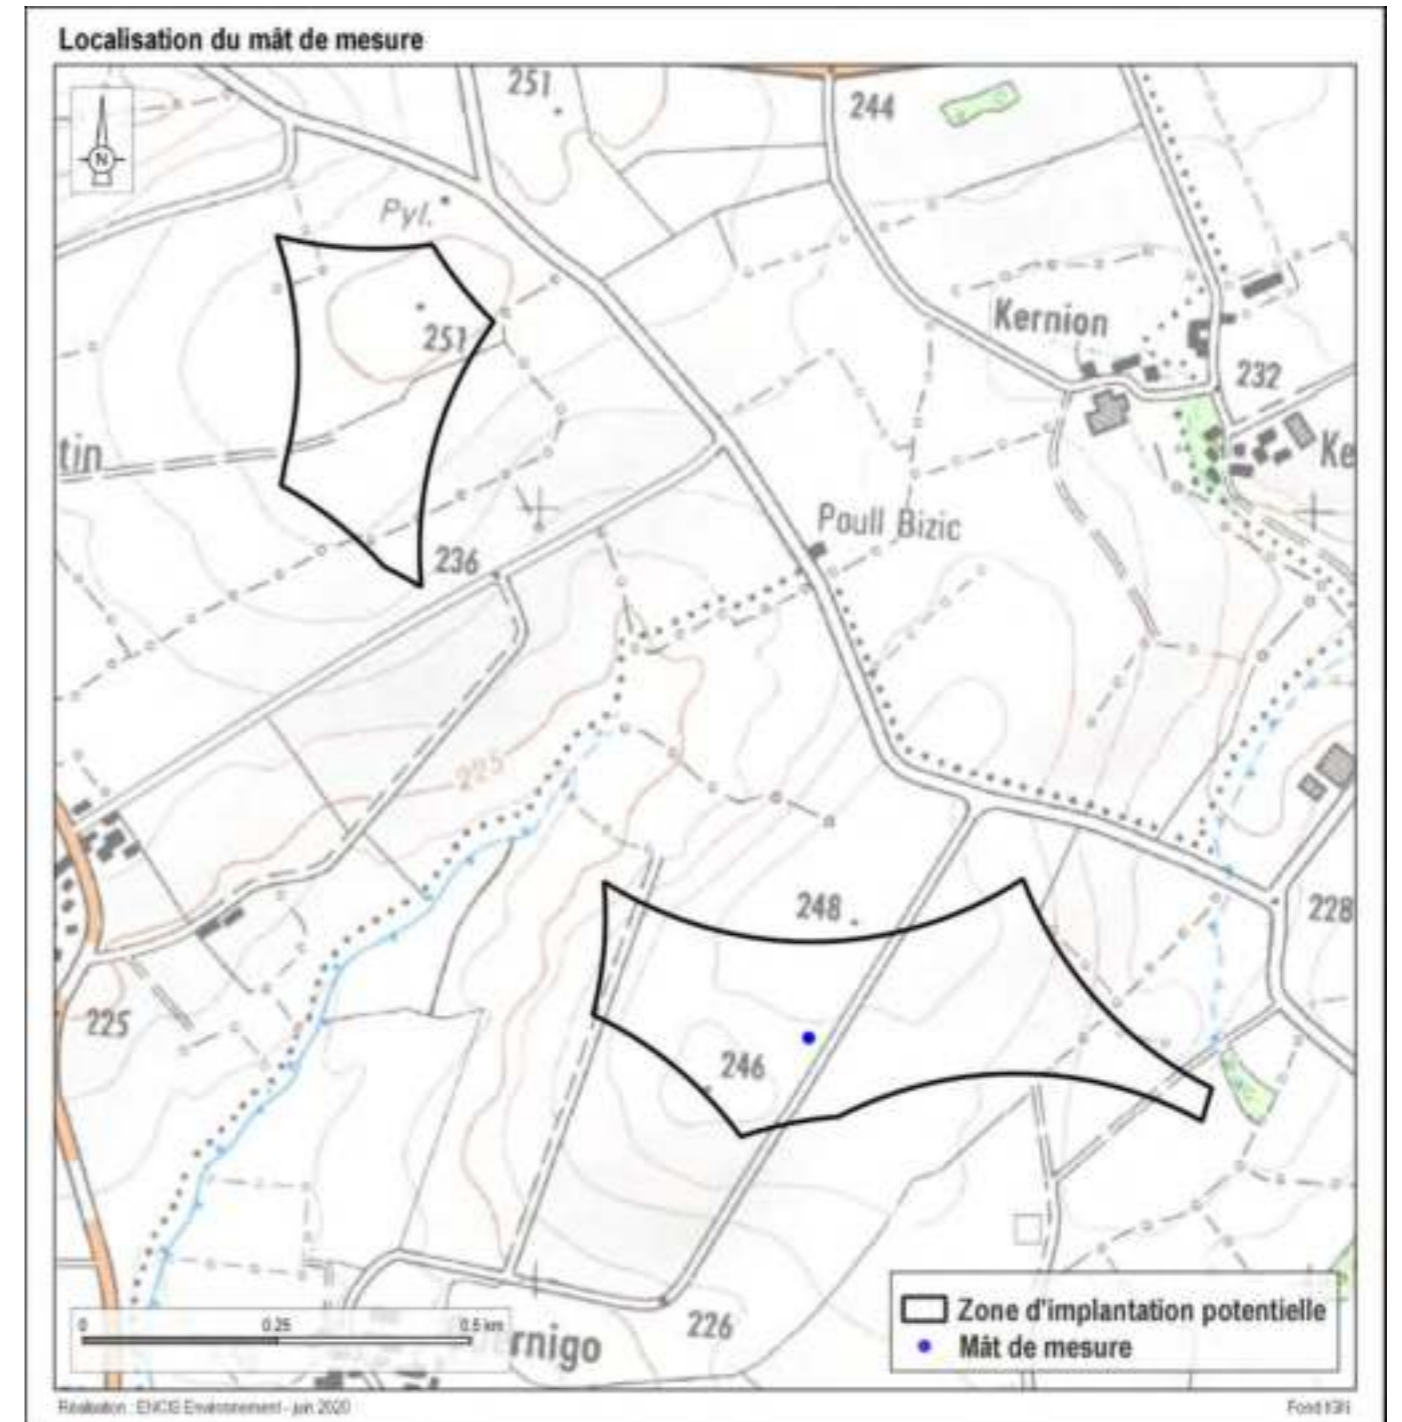 Localisation du mât de mesure
251
244
N
Pyl.
251
Kernion
232
tin
Ke
Poull Bizic
236
225
248
228
225
246
0 0.25 0.5 km
226
rnigo
Zone d'implantation potentielle
Mât de mesure
Réalisation : ENCIS Environnement - juin 2020
Fond IGN